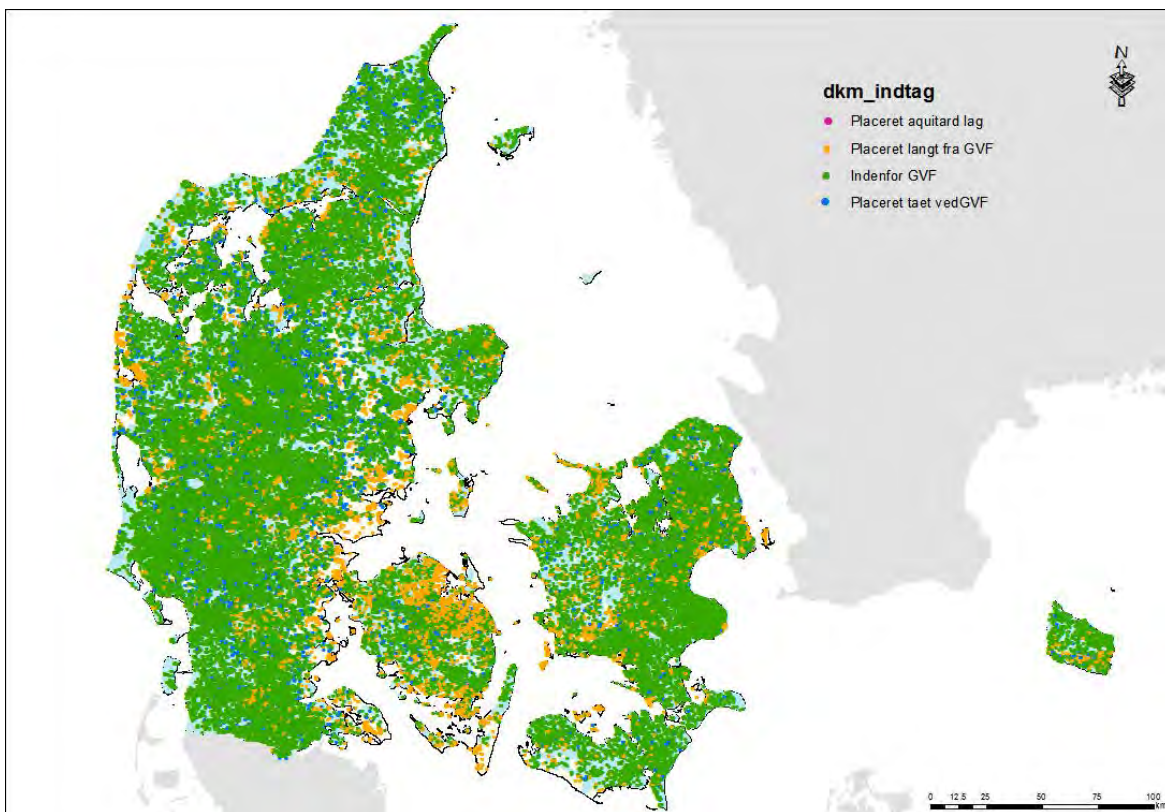 N
dkm_indtag
Placeret aquitard lag
Placeret langt fra GVF
Indenfor GVF
Placeret taet vedGVF
0 12.5 25 50 75 100
km